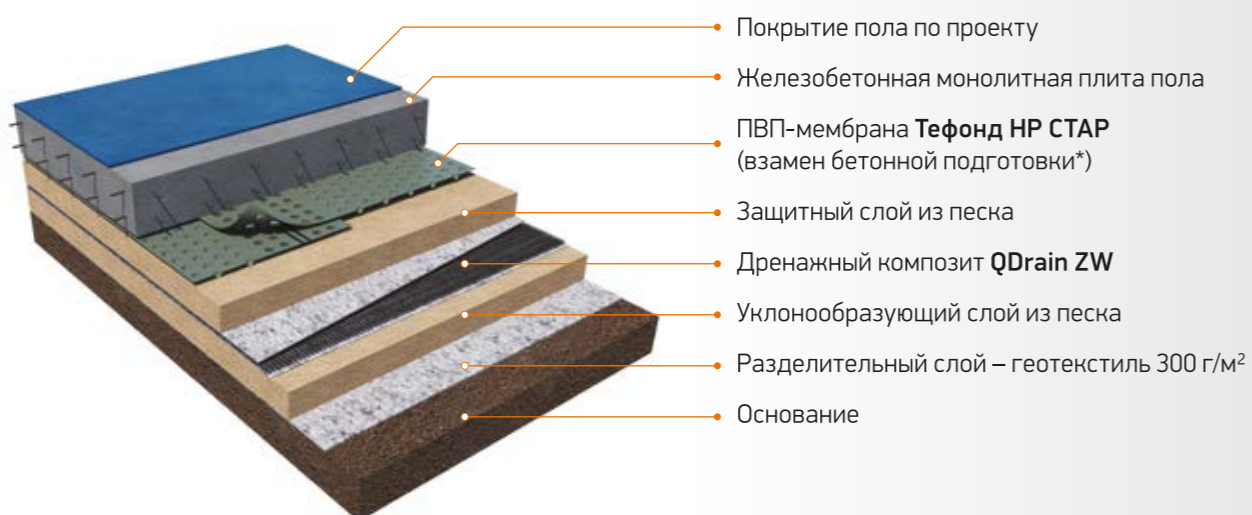 Покрытие пола по проекту
Железобетонная монолитная плита пола
ПВП-мембрана Тефонд НР СТАР
(взамен бетонной подготовки*)
Защитный слой из песка
Дренажный композит QDrain ZW
Уклонообразующий слой из песка
Разделительный слой – геотекстиль 300 г/м²
Основание